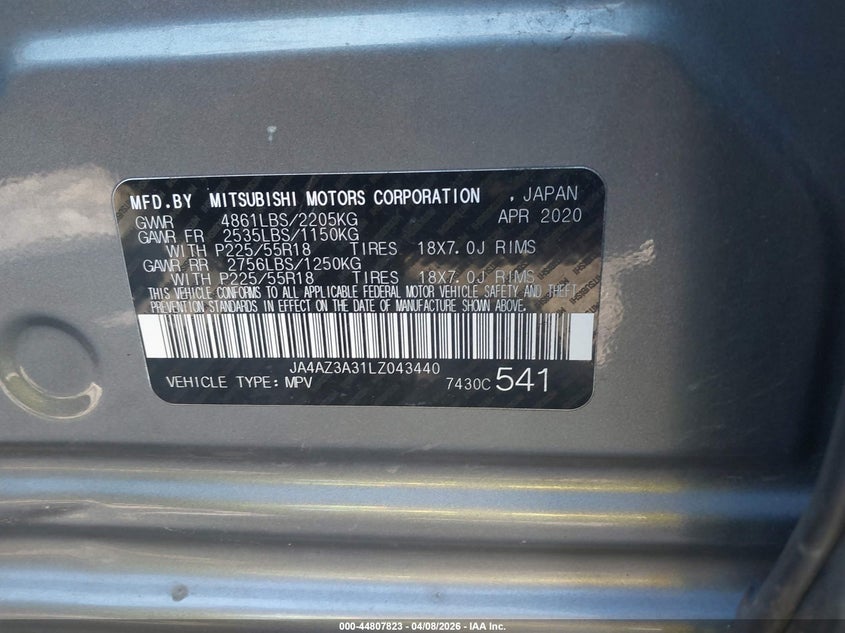 MFD.BY MITSUBISHI MOTORS CORPORATION , JAPAN
GVWR 4861LBS/2205KG APR 2020
GAWR FR 2535LBS/1150KG
WITH P225/55R18 TIRES 18X7.0J RIMS
GAWR RR 2756LBS/1250KG
WITH P225/55R18 TIRES 18X7.0J RIMS
THIS VEHICLE CONFORMS TO ALL APPLICABLE FEDERAL MOTOR VEHICLE SAFETY AND THEFT
PREVENTION STANDARDS IN EFFECT ON THE DATE OF MANUFACTURE SHOWN ABOVE.
JA4AZ3A31LZ043440
VEHICLE TYPE: MPV 7430C 541
000-44807823 - 04/08/2026 - IAA Inc.